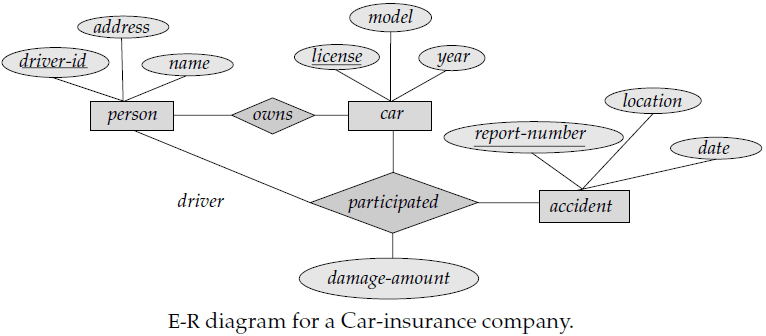 address
model
driver-id
name
license
year
person
owns
car
location
report-number
date
driver
participated
accident
damage-amount
E-R diagram for a Car-insurance company.